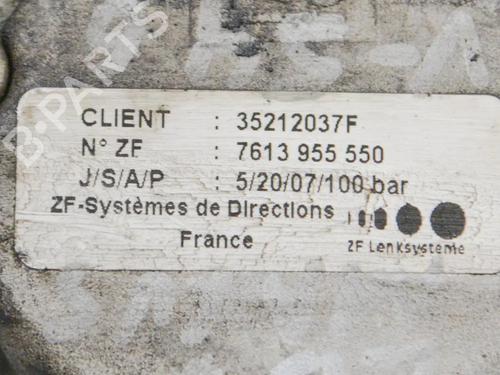 B-PARTS
CLIENT : 35212037F
N° ZF : 7613 955 550
J/S/A/P : 5/20/07/100 bar
ZF-Systèmes de Directions
France
ZF Lenksysteme